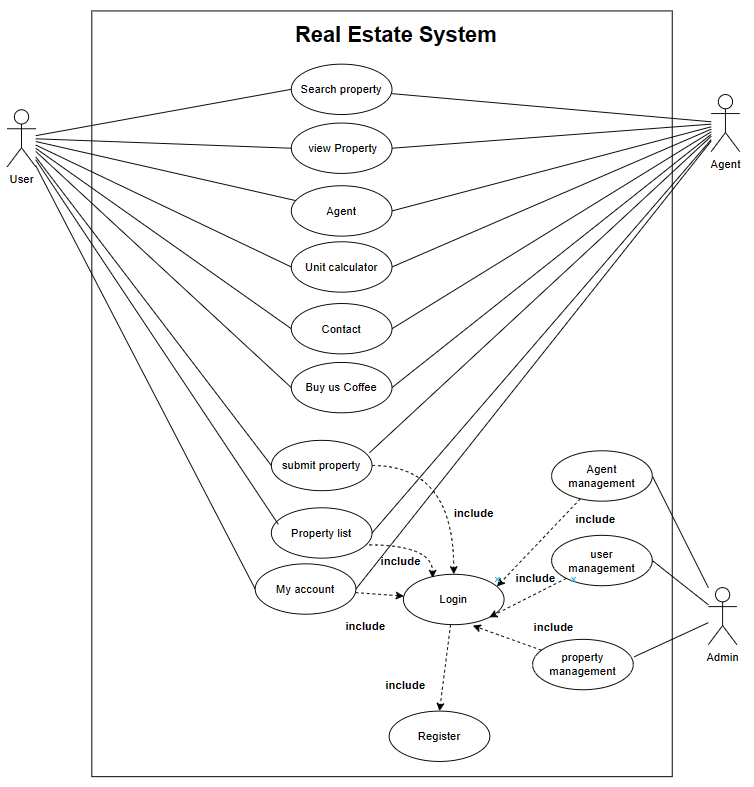 Real Estate System
Search property
view Property
User
Agent
Agent
Unit calculator
Contact
Buy us Coffee
submit property
Agent
management
include
include
Property list
user
management
include
include
My account
Login
include
include
property
management
Admin
include
Register